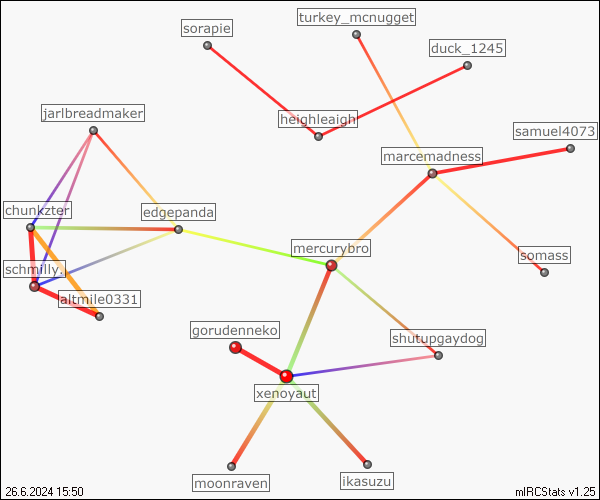 turkey_mcnugget
sorapie
duck_1245
jarlbreadmaker
heighleaigh
samuel4073
marcemadness
chunkzter
edgepanda
mercurybro
somass
schmilly.
altmile0331
gorudenneko
shutupgaydog
xenoyaut
moonraven
ikasuzu
26.6.2024 15:50
mIRCStats v1.25